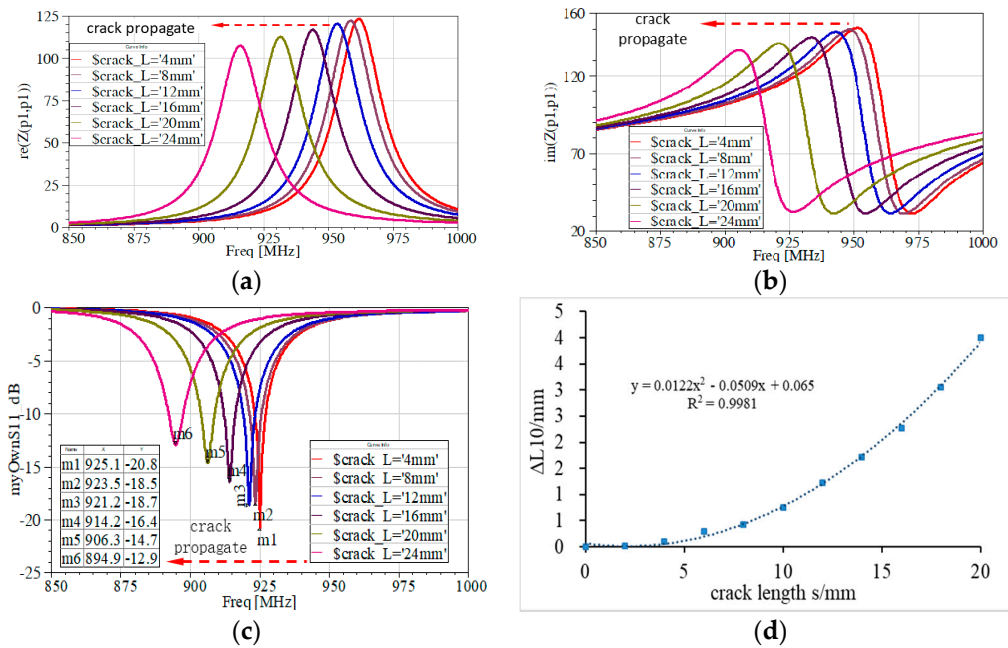 125
100
75
50
25
0
re(Z(p1,p1))
crack propagate
Curve Info
$crack_L='4mm'
$crack_L='8mm'
$crack_L='12mm'
$crack_L='16mm'
$crack_L='20mm'
$crack_L='24mm'
850 900 925 950 975 1000
Freq [MHz]
(a)
160
120
70
20
im(Z(p1,p1))
crack
propagate
Curve Info
$crack_L='4mm'
$crack_L='8mm'
$crack_L='12mm'
$crack_L='16mm'
$crack_L='20mm'
$crack_L='24mm'
850 875 900 925 950 975 1000
Freq [MHz]
(b)
0
-5
-10
-15
-20
-25
myOwnS11 dB
Name X Y
m1 925.1 -20.8
m2 923.5 -18.5
m3 921.2 -18.7
m4 914.2 -16.4
m5 906.3 -14.7
m6 894.9 -12.9
m6
m5
m4
m3
m2
m1
crack
propagate
Curve Info
$crack_L='4mm'
$crack_L='8mm'
$crack_L='12mm'
$crack_L='16mm'
$crack_L='20mm'
$crack_L='24mm'
850 900 925 950 975 1000
Freq [MHz]
(c)
5
4
4
3
3
2
2
1
1
0
ΔL10/mm
y = 0.0122x² - 0.0509x + 0.065
R² = 0.9981
0 5 10 15 20
crack length s/mm
(d)